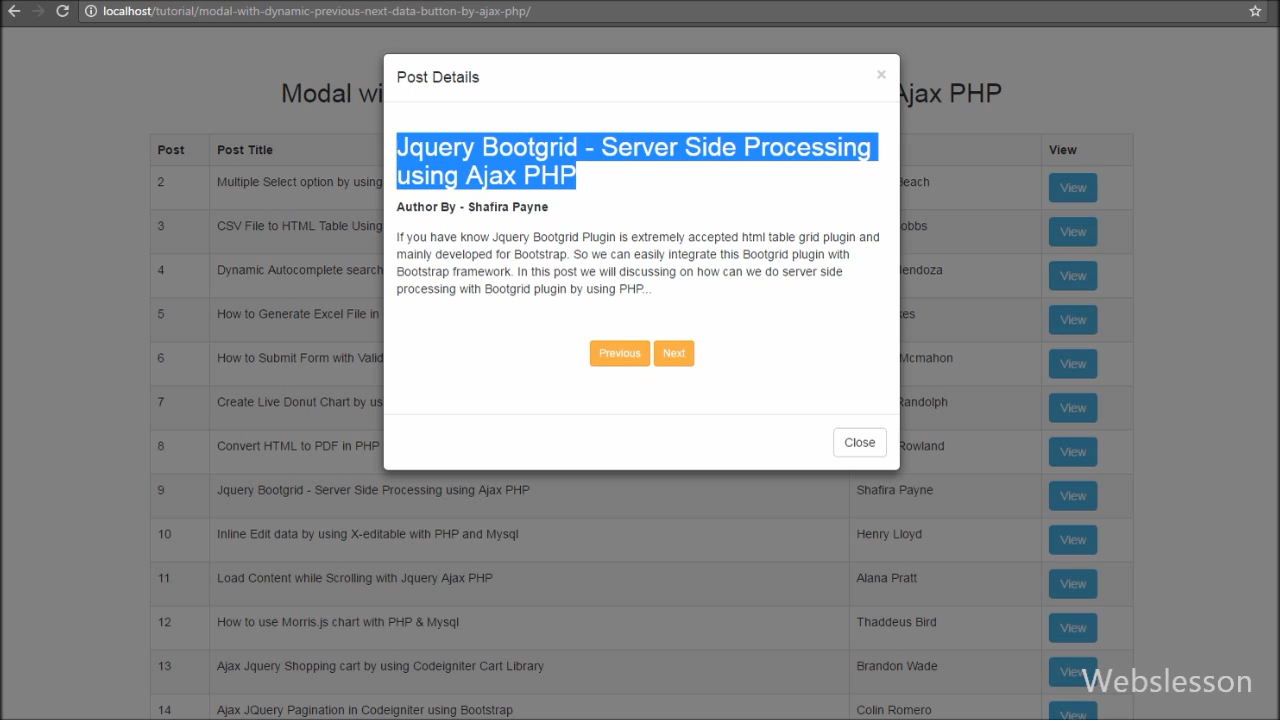 localhost/tutorial/modal-with-dynamic-previous-next-data-button-by-ajax-php/
Modal wi Ajax PHP
Post Details ×
Jquery Bootgrid - Server Side Processing
using Ajax PHP
Author By - Shafira Payne
If you have know Jquery Bootgrid Plugin is extremely accepted html table grid plugin and
mainly developed for Bootstrap. So we can easily integrate this Bootgrid plugin with
Bootstrap framework. In this post we will discussing on how can we do server side
processing with Bootgrid plugin by using PHP...
Previous Next
Close
Post Post Title View
2 Multiple Select option by using Beach View
3 CSV File to HTML Table Using obbs View
4 Dynamic Autocomplete search endoza View
5 How to Generate Excel File in kes View
6 How to Submit Form with Valid Mcmahon View
7 Create Live Donut Chart by us Randolph View
8 Convert HTML to PDF in PHP Rowland View
9 Jquery Bootgrid - Server Side Processing using Ajax PHP Shafira Payne View
10 Inline Edit data by using X-editable with PHP and Mysql Henry Lloyd View
11 Load Content while Scrolling with Jquery Ajax PHP Alana Pratt View
12 How to use Morris.js chart with PHP & Mysql Thaddeus Bird View
13 Ajax Jquery Shopping cart by using Codeigniter Cart Library Brandon Wade View
14 Ajax JQuery Pagination in Codeigniter using Bootstrap Colin Romero View
Webslesson